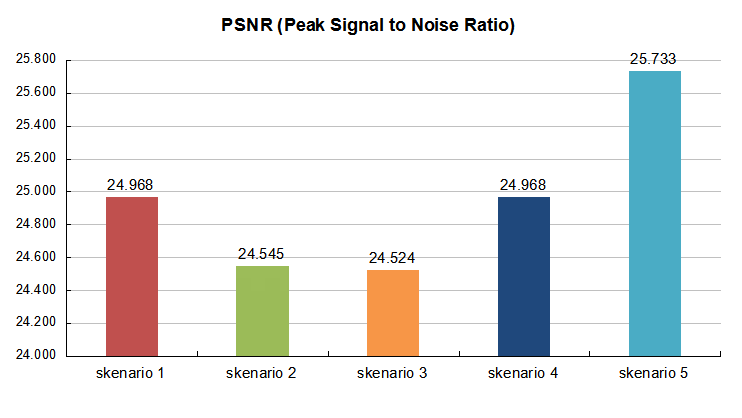 PSNR (Peak Signal to Noise Ratio)
25.800
25.600
25.400
25.200
25.000
24.800
24.600
24.400
24.200
24.000
24.968
24.545
24.524
24.968
25.733
skenario 1
skenario 2
skenario 3
skenario 4
skenario 5